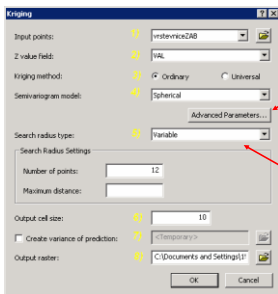 Kriging
Input points: 1) vrstevniceZAB
Z value field: 2) VAL
Kriging method: 3) Ordinary Universal
Semivariogram model: 4) Spherical
Advanced Parameters...
Search radius type: 5) Variable
Search Radius Settings
Number of points: 12
Maximum distance:
Output cell size: 6) 10
Create variance of prediction: 7) <Temporary>
Output raster: 8) C:\Documents and Settings\
OK Cancel